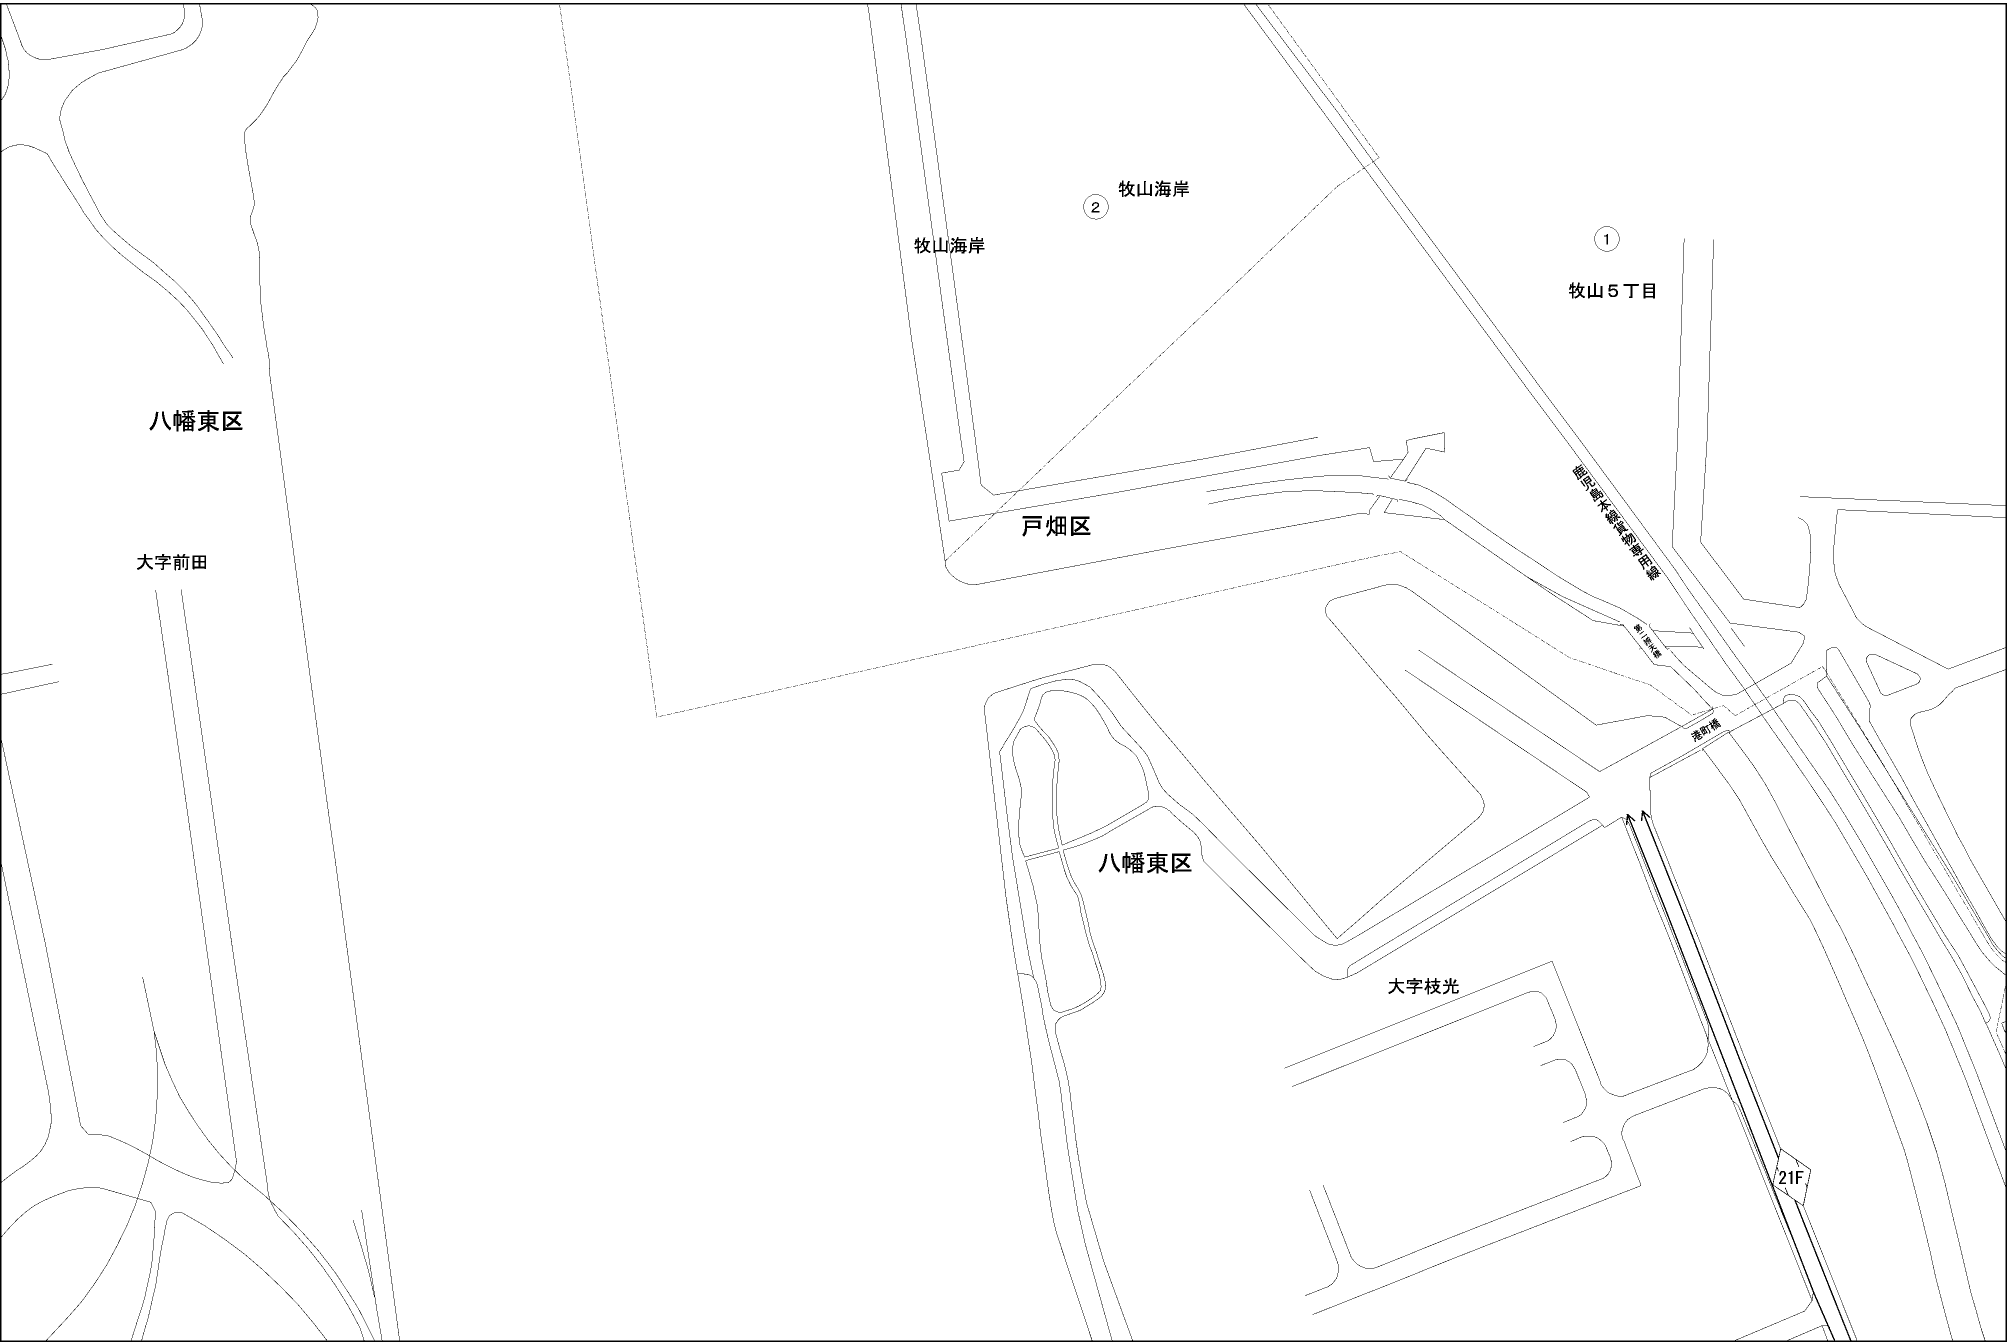 牧山海岸
②
牧山海岸
①
牧山5丁目
八幡東区
鹿児島本線貨物専用線
戸畑区
大字前田
港町橋
八幡東区
大字枝光
21F